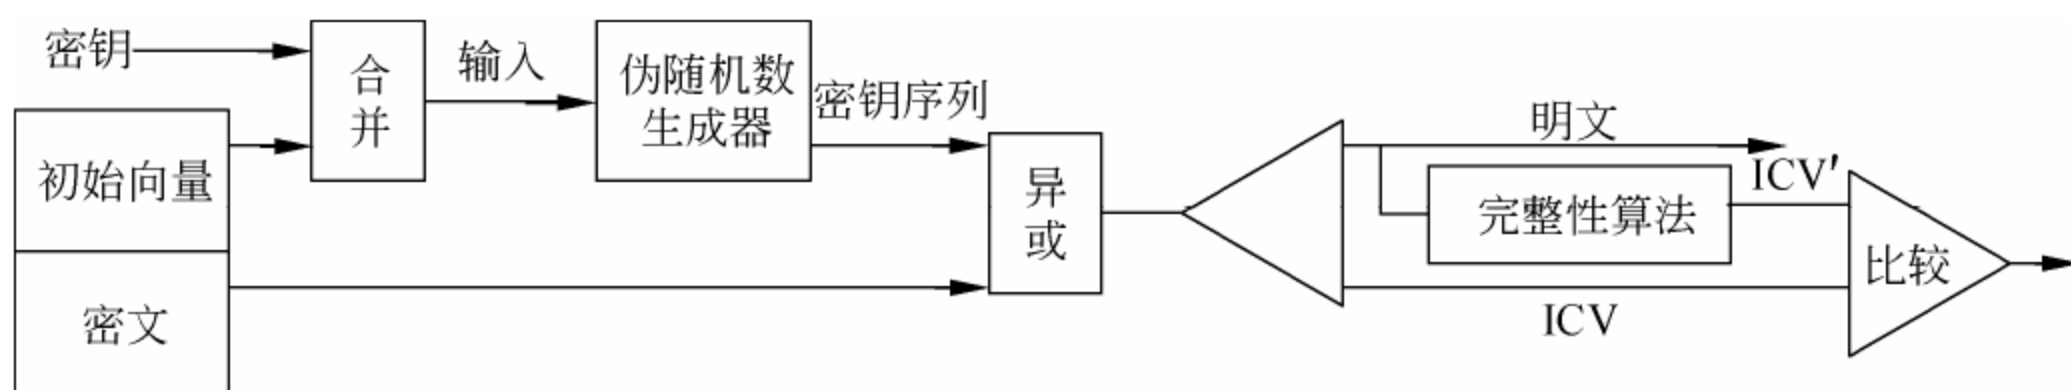 密钥
合
并
输入
伪随机数
生成器
密钥序列
初始向量
密文
异
或
明文
完整性算法
ICV′
ICV
比较